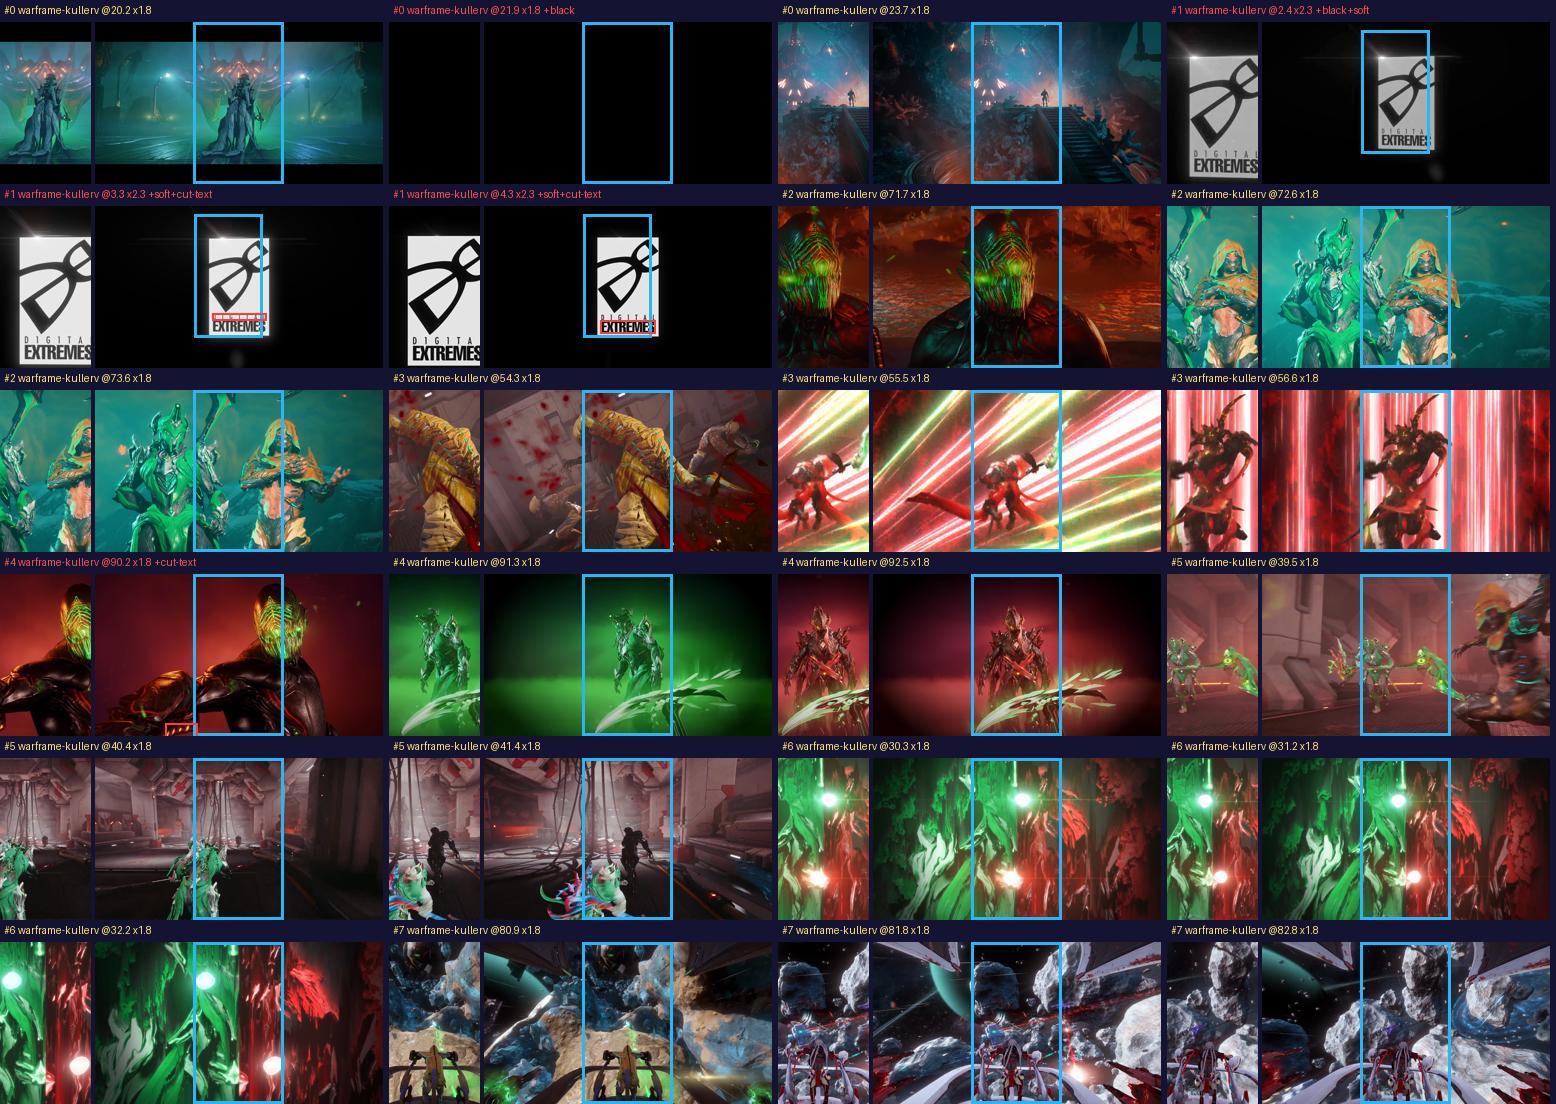 #0 warframe-kullerv @20.2 x1.8
#0 warframe-kullerv @21.9 x1.8 +black
#0 warframe-kullerv @23.7 x1.8
#1 warframe-kullerv @2.4 x2.3 +black+soft
DIGITAL
EXTREMES
DIGITAL
EXTREMES
#1 warframe-kullerv @3.3 x2.3 +soft+cut-text
#1 warframe-kullerv @4.3 x2.3 +soft+cut-text
#2 warframe-kullerv @71.7 x1.8
#2 warframe-kullerv @72.6 x1.8
DIGITAL
EXTREMES
DIGITAL
EXTREMES
DIGITAL
EXTREMES
DIGITAL
EXTREMES
#2 warframe-kullerv @73.6 x1.8
#3 warframe-kullerv @54.3 x1.8
#3 warframe-kullerv @55.5 x1.8
#3 warframe-kullerv @56.6 x1.8
#4 warframe-kullerv @90.2 x1.8 +cut-text
#4 warframe-kullerv @91.3 x1.8
#4 warframe-kullerv @92.5 x1.8
#5 warframe-kullerv @39.5 x1.8
#5 warframe-kullerv @40.4 x1.8
#5 warframe-kullerv @41.4 x1.8
#6 warframe-kullerv @30.3 x1.8
#6 warframe-kullerv @31.2 x1.8
#6 warframe-kullerv @32.2 x1.8
#7 warframe-kullerv @80.9 x1.8
#7 warframe-kullerv @81.8 x1.8
#7 warframe-kullerv @82.8 x1.8